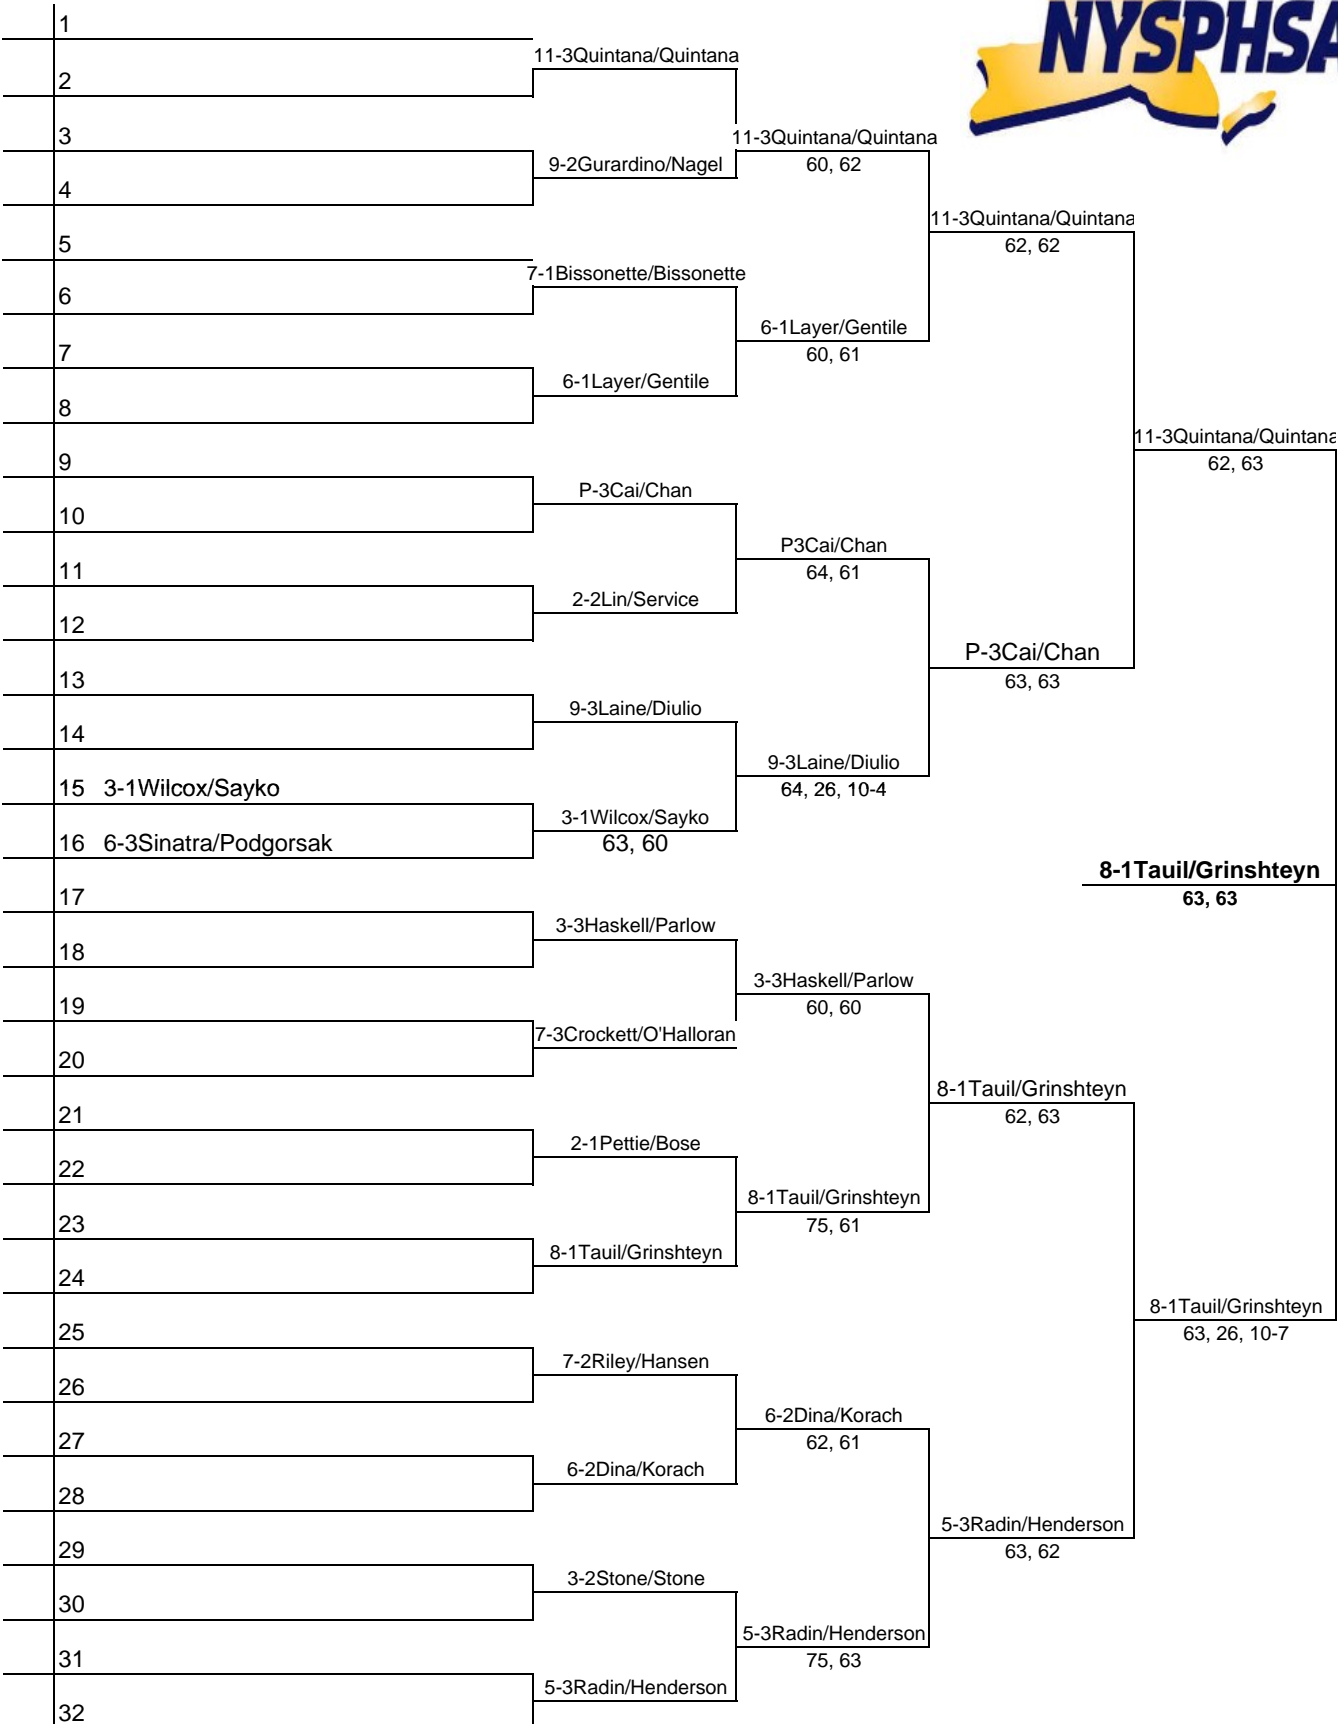 NYSPHSA
1
11-3Quintana/Quintana
2
3
11-3Quintana/Quintana
9-2Gurardino/Nagel
60, 62
4
11-3Quintana/Quintana
5
62, 62
7-1Bissonette/Bissonette
6
6-1Layer/Gentile
7
60, 61
6-1Layer/Gentile
8
11-3Quintana/Quintana
9
62, 63
P-3Cai/Chan
10
P3Cai/Chan
11
64, 61
2-2Lin/Service
12
P-3Cai/Chan
13
63, 63
9-3Laine/Diulio
14
9-3Laine/Diulio
15 3-1Wilcox/Sayko
64, 26, 10-4
3-1Wilcox/Sayko
16 6-3Sinatra/Podgorsak
63, 60
8-1Tauil/Grinshteyn
17
63, 63
3-3Haskell/Parlow
18
3-3Haskell/Parlow
19
60, 60
7-3Crockett/O'Halloran
20
8-1Tauil/Grinshteyn
21
62, 63
2-1Pettie/Bose
22
8-1Tauil/Grinshteyn
23
75, 61
8-1Tauil/Grinshteyn
24
8-1Tauil/Grinshteyn
25
63, 26, 10-7
7-2Riley/Hansen
26
6-2Dina/Korach
27
62, 61
6-2Dina/Korach
28
5-3Radin/Henderson
29
63, 62
3-2Stone/Stone
30
5-3Radin/Henderson
31
75, 63
5-3Radin/Henderson
32